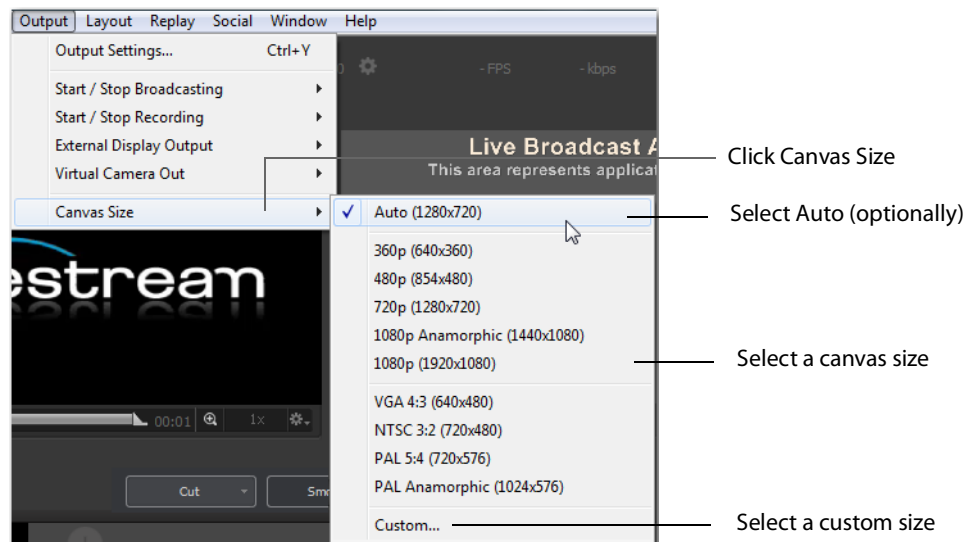 Output Layout Replay Social Window Help
Output Settings... Ctrl+Y
- FPS - kbps
Start / Stop Broadcasting
Start / Stop Recording
External Display Output
Live Broadcast A
Virtual Camera Out
This area represents applicat
Click Canvas Size
Canvas Size
Auto (1280x720)
Select Auto (optionally)
360p (640x360)
480p (854x480)
720p (1280x720)
1080p Anamorphic (1440x1080)
1080p (1920x1080)
Select a canvas size
estream
VGA 4:3 (640x480)
00:01 1x
NTSC 3:2 (720x480)
PAL 5:4 (720x576)
PAL Anamorphic (1024x576)
Cut Smo
Custom...
Select a custom size